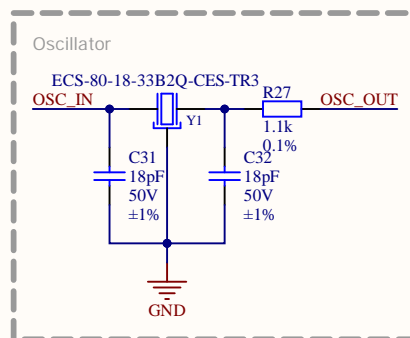 Oscillator
ECS-80-18-33B2Q-CES-TR3
OSC_IN
Y1
R27
OSC_OUT
1.1k
0.1%
C31
18pF
50V
±1%
C32
18pF
50V
±1%
GND